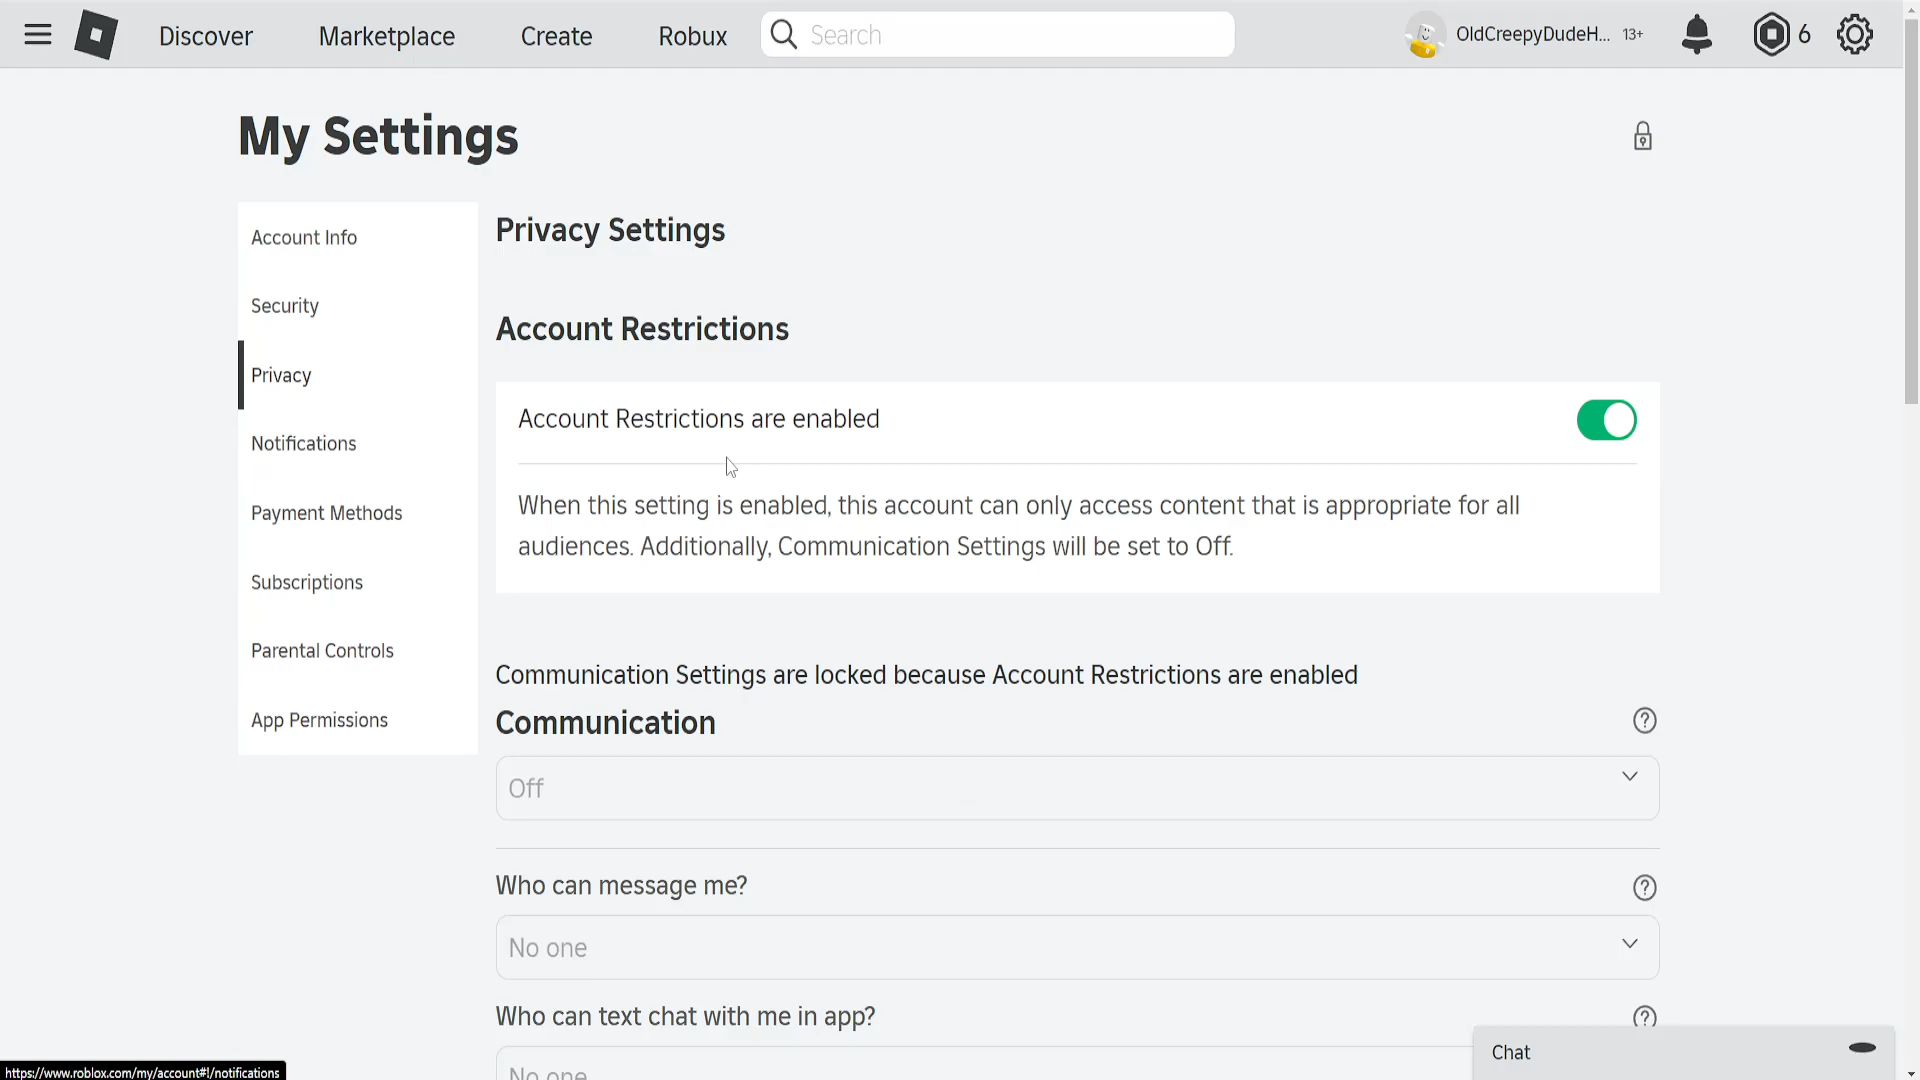 Discover
Marketplace
Create
Robux
Search
OldCreepyDudeH... 13+
6
My Settings
Account Info
Security
Privacy
Notifications
Payment Methods
Subscriptions
Parental Controls
App Permissions
Privacy Settings
Account Restrictions
Account Restrictions are enabled
When this setting is enabled, this account can only access content that is appropriate for all
audiences. Additionally, Communication Settings will be set to Off.
Communication Settings are locked because Account Restrictions are enabled
Communication
Off
Who can message me?
No one
Who can text chat with me in app?
No one
Chat
https://www.roblox.com/my/account#!/notifications